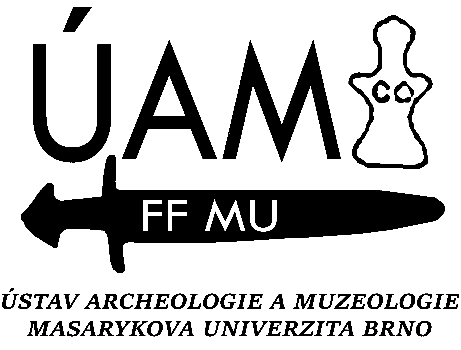 ÚAM
FF MU
ÚSTAV ARCHEOLOGIE A MUZEOLOGIE
MASARYKOVA UNIVERZITA BRNO